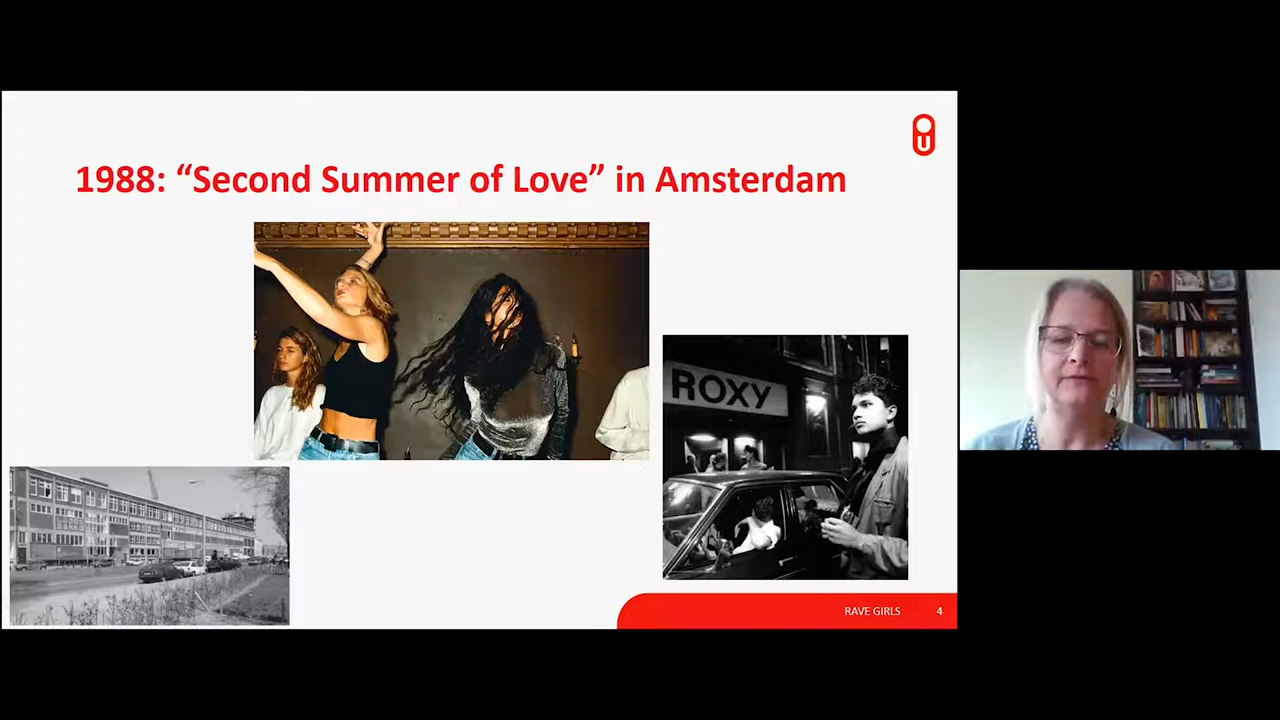 1988: “Second Summer of Love” in Amsterdam
ROXY
RAVE GIRLS 4